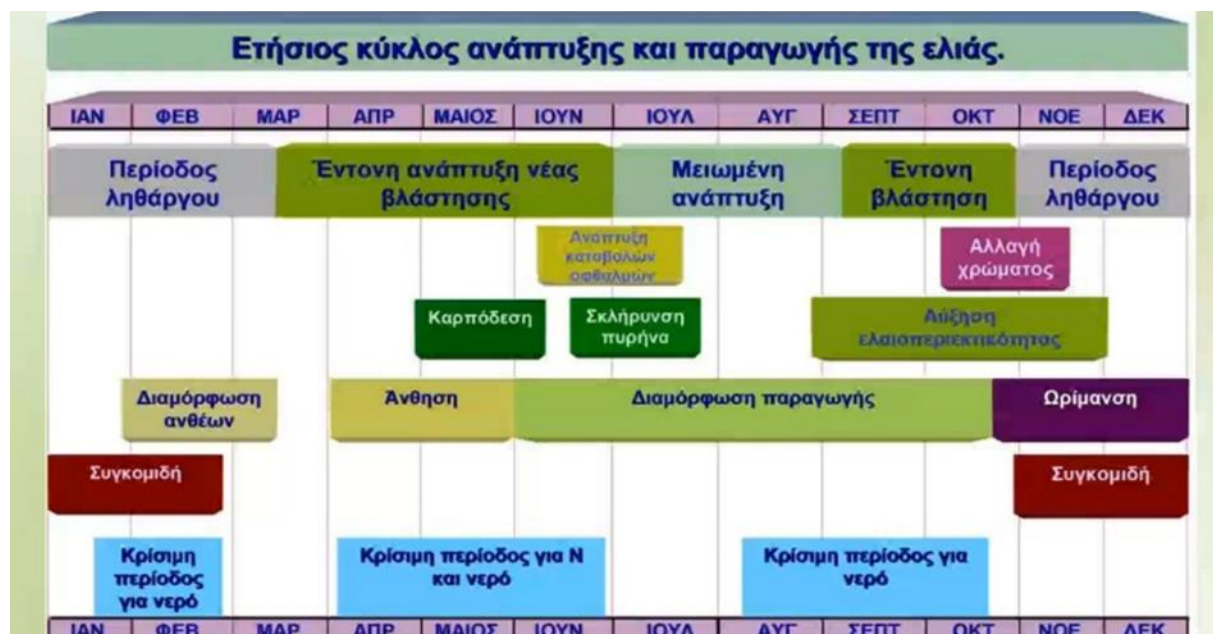 Ετήσιος κύκλος ανάπτυξης και παραγωγής της ελιάς.
ΙΑΝ ΦΕΒ ΜΑΡ ΑΠΡ ΜΑΙΟΣ ΙΟΥΝ ΙΟΥΛ ΑΥΓ ΣΕΠΤ ΟΚΤ ΝΟΕ ΔΕΚ
Περίοδος
ληθάργου
Έντονη ανάπτυξη νέας
βλάστησης
Μειωμένη
ανάπτυξη
Έντονη
βλάστηση
Περίοδος
ληθάργου
Ανάπτυξη
καταβολών
οφθαλμών
Αλλαγή
χρώματος
Καρπόδεση
Σκλήρυνση
πυρήνα
Αύξηση
ελαιοπεριεκτικότητας
Διαμόρφωση
ανθέων
Άνθηση
Διαμόρφωση παραγωγής
Ωρίμανση
Συγκομιδή
Συγκομιδή
Κρίσιμη
περίοδος
για νερό
Κρίσιμη περίοδος για Ν
και νερό
Κρίσιμη περίοδος για
νερό
ΙΑΝ ΦΕΒ ΜΑΡ ΑΠΡ ΜΑΙΟΣ ΙΟΥΝ ΙΟΥΛ ΑΥΓ ΣΕΠΤ ΟΚΤ ΝΟΕ ΔΕΚ